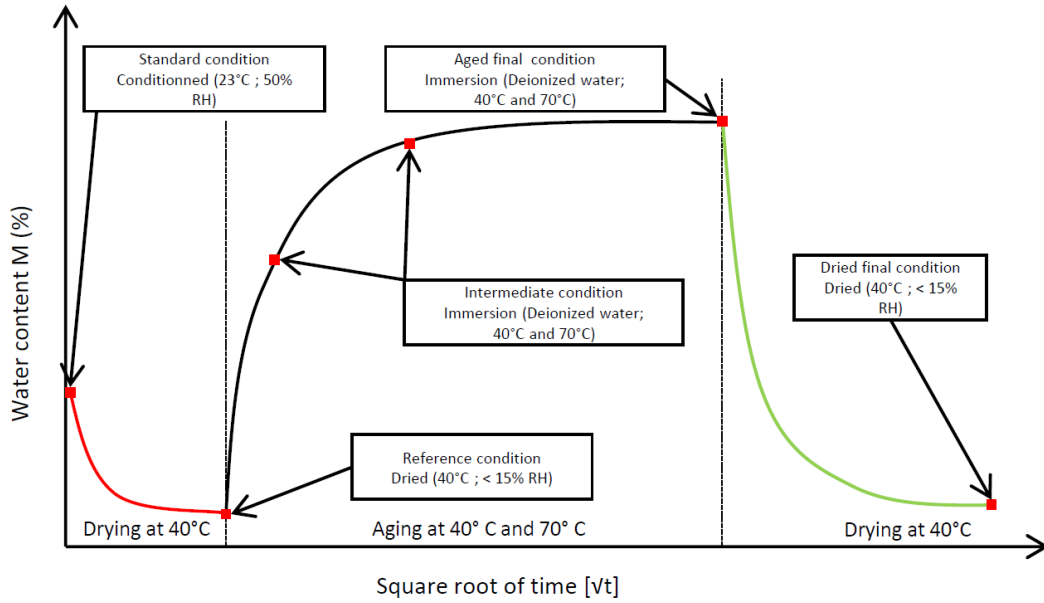 Standard condition
Conditionned (23°C ; 50%
RH)
Aged final condition
Immersion (Deionized water;
40°C and 70°C)
Intermediate condition
Immersion (Deionized water;
40°C and 70°C)
Dried final condition
Dried (40°C ; < 15%
RH)
Reference condition
Dried (40°C ; < 15% RH)
Water content M (%)
Drying at 40°C
Aging at 40° C and 70° C
Drying at 40°C
Square root of time [√t]